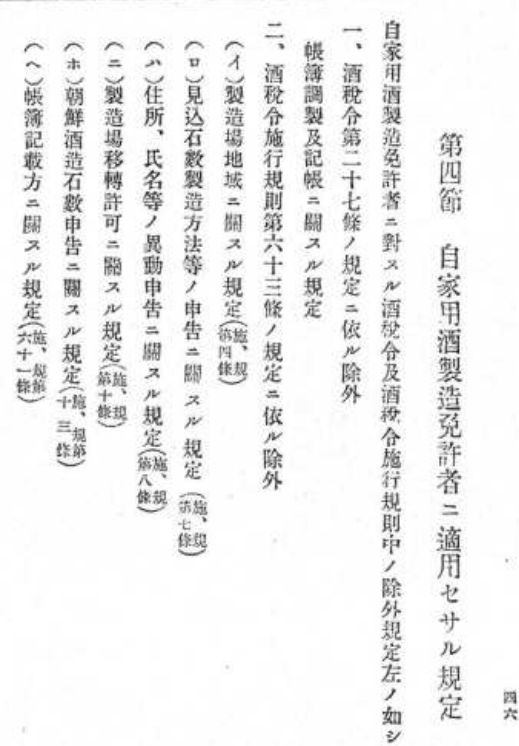 四六
第四節　自家用酒製造免許者ニ適用セサル規定
自家用酒製造免許者ニ對スル酒稅令及酒稅令施行規則中ノ除外規定左ノ如シ
一、酒稅令第二十七條ノ規定ニ依ル除外
帳簿調製及記帳ニ關スル規定
二、酒稅令施行規則第六十三條ノ規定ニ依ル除外
（イ）製造場地域ニ關スル規定（施、規第四條）
（ロ）見込石數製造方法等ノ申告ニ關スル規定（施、規第七條）
（ハ）住所、氏名等ノ異動申告ニ關スル規定（施、規第八條）
（ニ）製造場移轉許可ニ關スル規定（施、規第十條）
（ホ）朝鮮酒造石數申告ニ關スル規定（施、規第十三條）
（ヘ）帳簿記載方ニ關スル規定（施、規第六十一條）